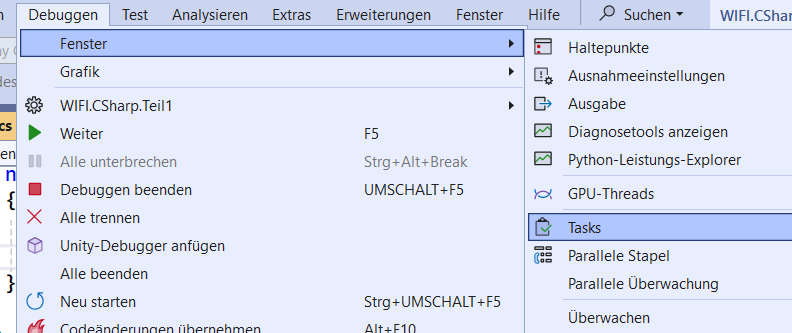 Debuggen Test Analysieren Extras Erweiterungen Fenster Hilfe Suchen WIFI.CSharp
Fenster
Grafik
WIFI.CSharp.Teil1
Weiter F5
Alle unterbrechen Strg+Alt+Break
Debuggen beenden UMSCHALT+F5
Alle trennen
Unity-Debugger anfügen
Alle beenden
Neu starten Strg+UMSCHALT+F5
Codeänderungen übernehmen Alt+F10
Haltepunkte
Ausnahmeeinstellungen
Ausgabe
Diagnosetools anzeigen
Python-Leistungs-Explorer
GPU-Threads
Tasks
Parallele Stapel
Parallele Überwachung
Überwachen
cs
n
{
}